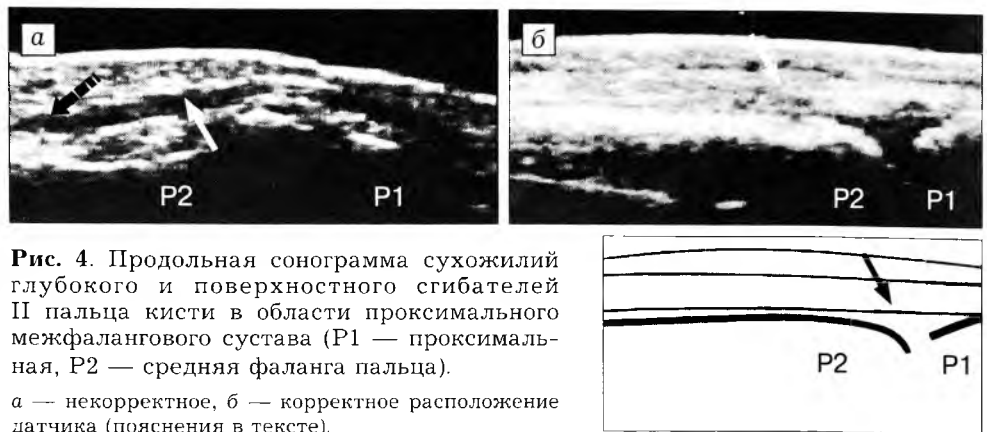 а
б
P2
P1
P2
P1
Рис. 4. Продольная сонограмма сухожилий
глубокого и поверхностного сгибателей
II пальца кисти в области проксимального
межфалангового сустава (P1 — проксималь-
ная, P2 — средняя фаланга пальца).
а — некорректное, б — корректное расположение
датчика (пояснения в тексте).
P2
P1